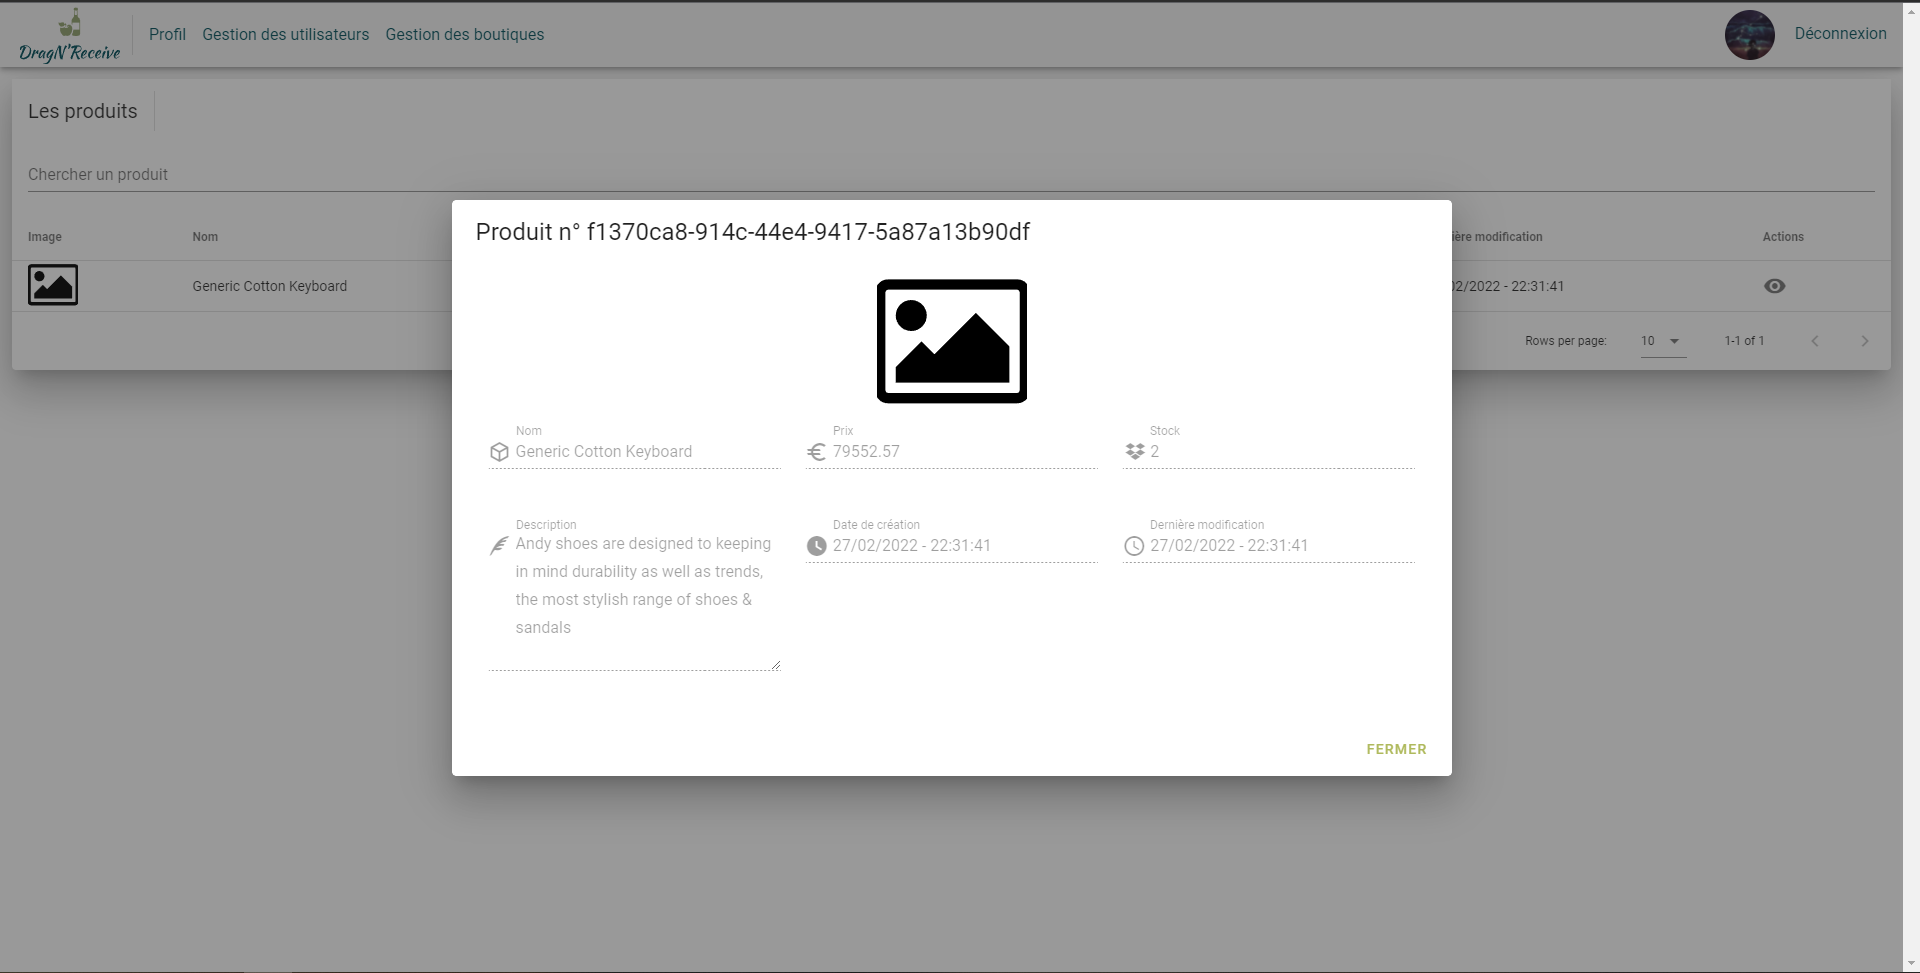 DragN'Receive
Profil
Gestion des utilisateurs
Gestion des boutiques
Déconnexion
Les produits
Chercher un produit
Image
Nom
ière modification
Actions
Generic Cotton Keyboard
02/2022 - 22:31:41
Rows per page:
10
1-1 of 1
Produit n° f1370ca8-914c-44e4-9417-5a87a13b90df
Nom
Generic Cotton Keyboard
Prix
79552.57
Stock
2
Description
Andy shoes are designed to keeping
in mind durability as well as trends,
the most stylish range of shoes &
sandals
Date de création
27/02/2022 - 22:31:41
Dernière modification
27/02/2022 - 22:31:41
FERMER